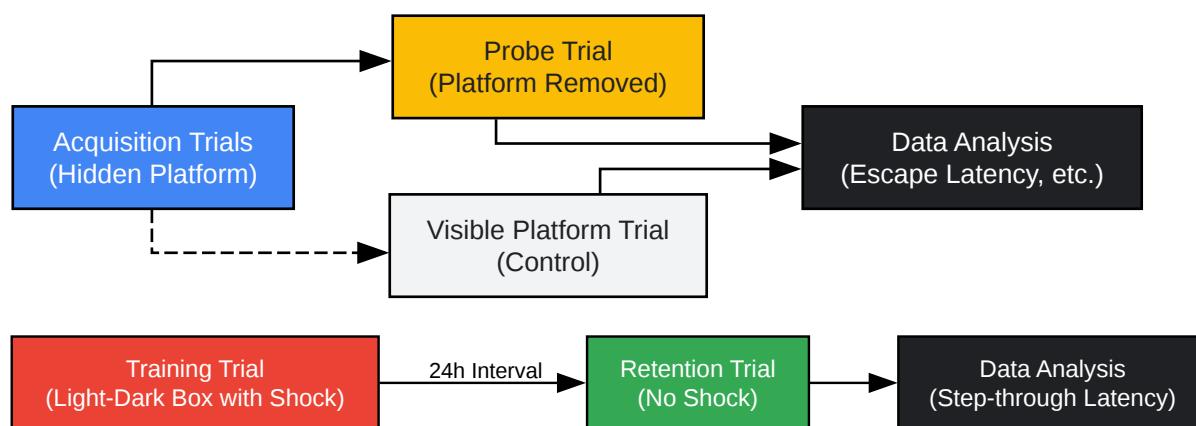 Probe Trial
(Platform Removed)
Acquisition Trials
(Hidden Platform)
Data Analysis
(Escape Latency, etc.)
Visible Platform Trial
(Control)
Training Trial
(Light-Dark Box with Shock)
24h Interval
Retention Trial
(No Shock)
Data Analysis
(Step-through Latency)